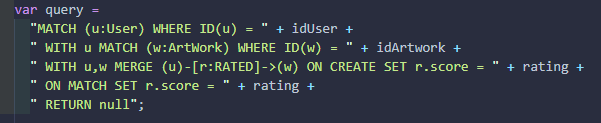 var query =
"MATCH (u:User) WHERE ID(u) = " + idUser +
" WITH u MATCH (w:ArtWork) WHERE ID(w) = " + idArtwork +
" WITH u,w MERGE (u)-[r:RATED]->(w) ON CREATE SET r.score = " + rating +
" ON MATCH SET r.score = " + rating +
" RETURN null";